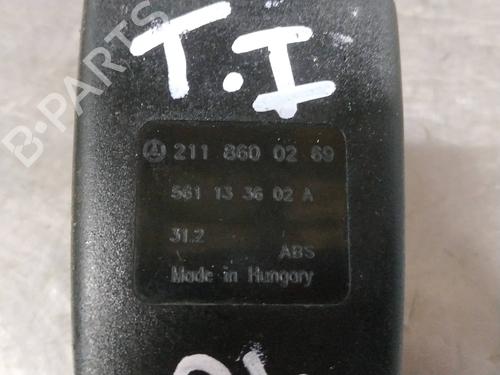 B-PARTS
T.I
211 860 02 69
561 13 36 02 A
31.2
ABS
Made in Hungary